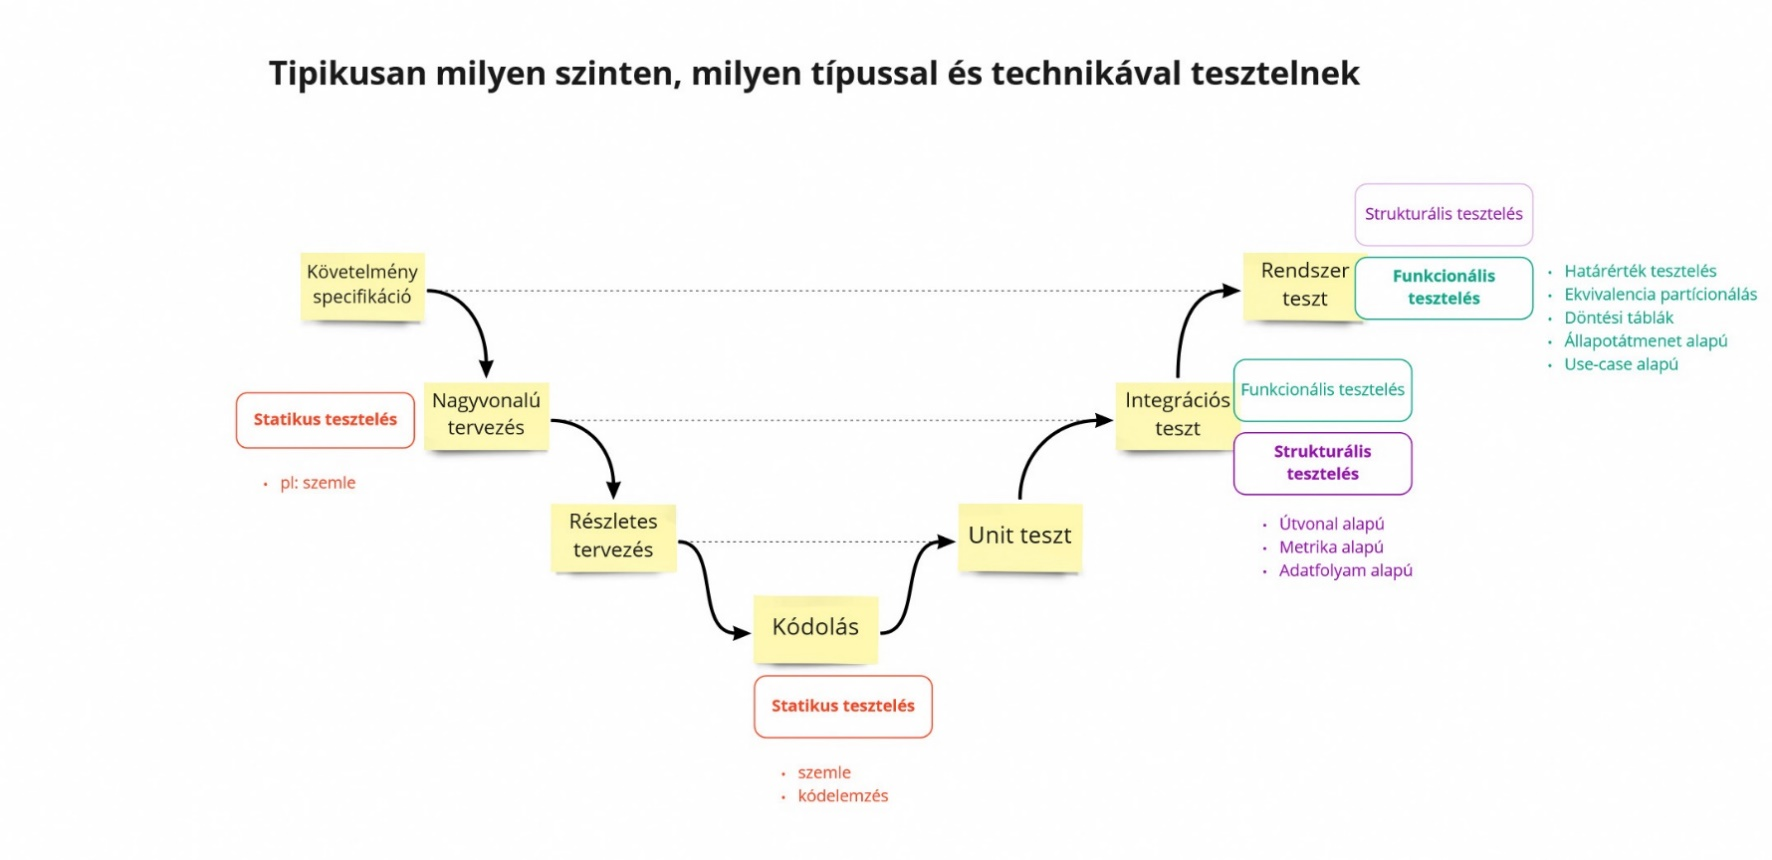 Tipikusan milyen szinten, milyen típussal és technikával tesztelnek
Strukturális tesztelés
Követelmény
specifikáció
Rendszer
teszt
Funkcionális
tesztelés
· Határérték tesztelés
· Ekvivalencia partícionálás
· Döntési táblák
· Állapotátmenet alapú
· Use-case alapú
Statikus tesztelés
· pl: szemle
Nagyvonalú
tervezés
Integrációs
teszt
Funkcionális tesztelés
Strukturális
tesztelés
· Útvonal alapú
· Metrika alapú
· Adatfolyam alapú
Részletes
tervezés
Unit teszt
Kódolás
Statikus tesztelés
· szemle
· kódelemzés